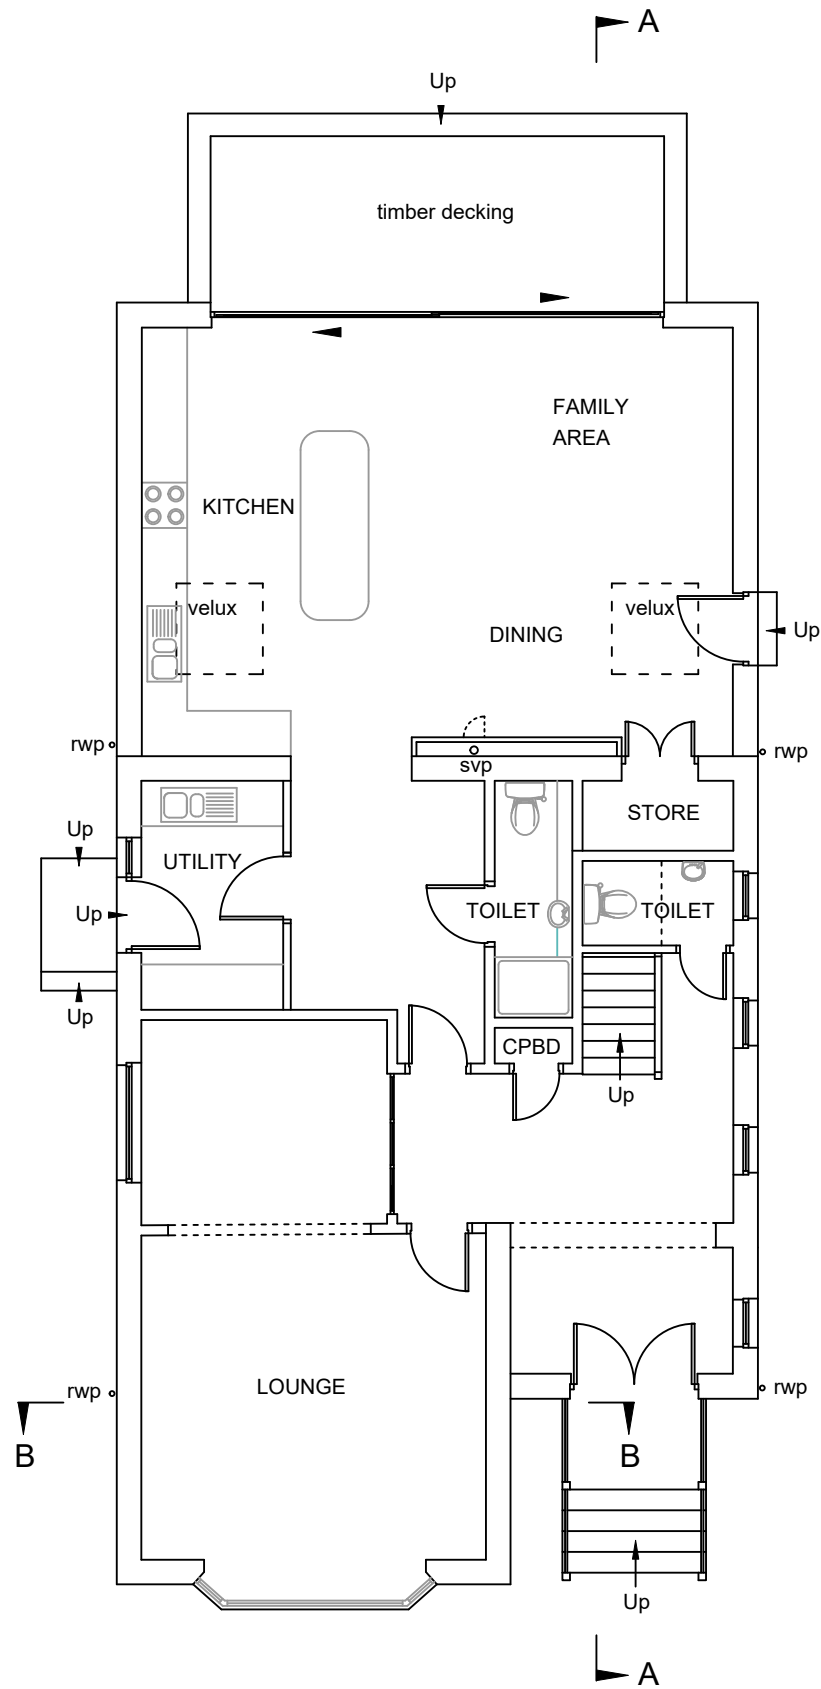 A
Up
timber decking
FAMILY
AREA
KITCHEN
velux
velux
DINING
Up
rwp
rwp
svp
STORE
Up
UTILITY
Up
TOILET
TOILET
Up
CPBD
Up
LOUNGE
rwp
rwp
B
B
Up
A